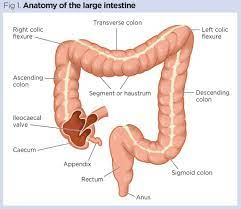 Fig 1. Anatomy of the large intestine
Transverse colon
Right colic
flexure
Left colic
flexure
Ascending
colon
Segment or haustrum
Descending
colon
Ileocaecal
valve
Caecum
Appendix
Sigmoid colon
Rectum
Anus